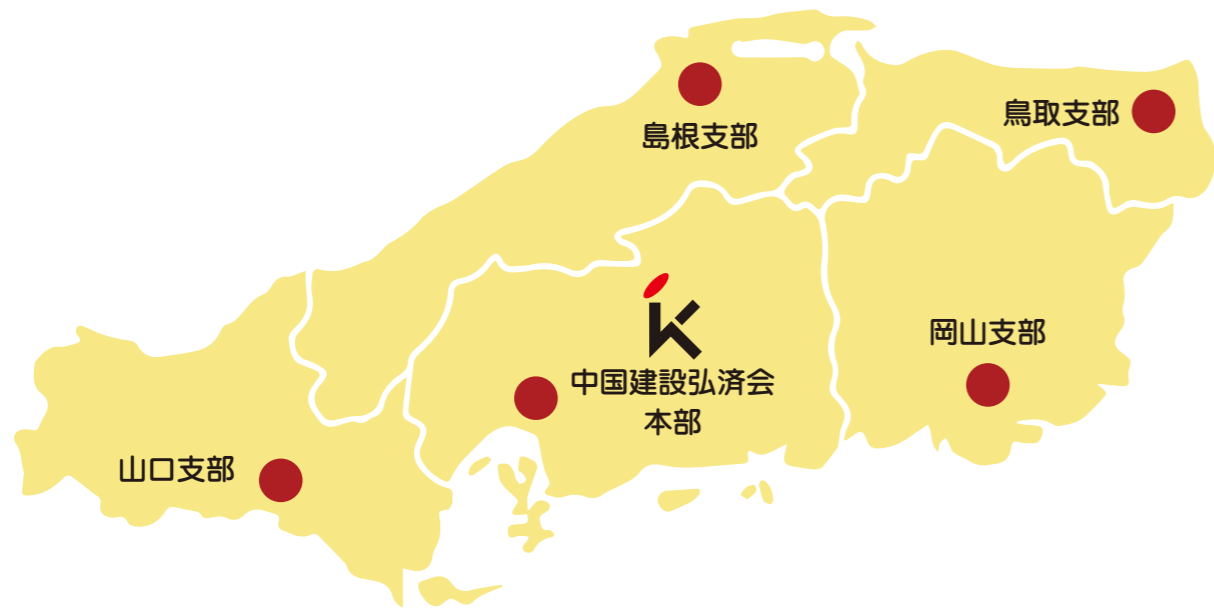 島根支部
鳥取支部
岡山支部
中国建設弘済会
本部
山口支部